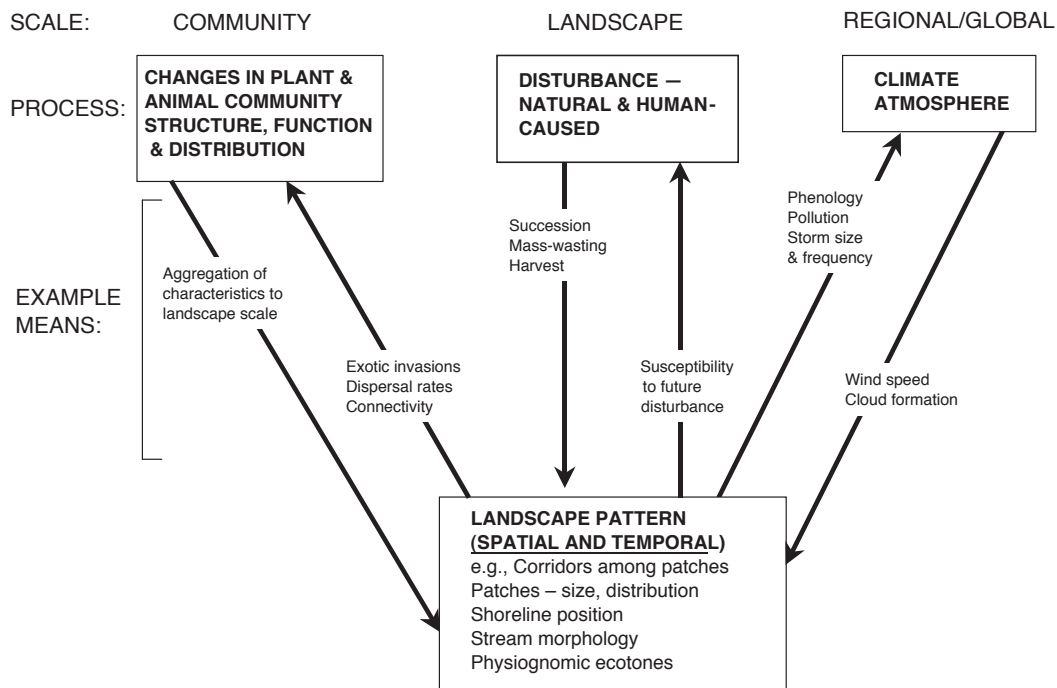 SCALE: COMMUNITY LANDSCAPE REGIONAL/GLOBAL
PROCESS:
CHANGES IN PLANT &
ANIMAL COMMUNITY
STRUCTURE, FUNCTION
& DISTRIBUTION
DISTURBANCE —
NATURAL & HUMAN-
CAUSED
CLIMATE
ATMOSPHERE
EXAMPLE
MEANS:
Aggregation of
characteristics to
landscape scale
Exotic invasions
Dispersal rates
Connectivity
Succession
Mass-wasting
Harvest
Susceptibility
to future
disturbance
Phenology
Pollution
Storm size
& frequency
Wind speed
Cloud formation
LANDSCAPE PATTERN
(SPATIAL AND TEMPORAL)
e.g., Corridors among patches
Patches – size, distribution
Shoreline position
Stream morphology
Physiognomic ecotones